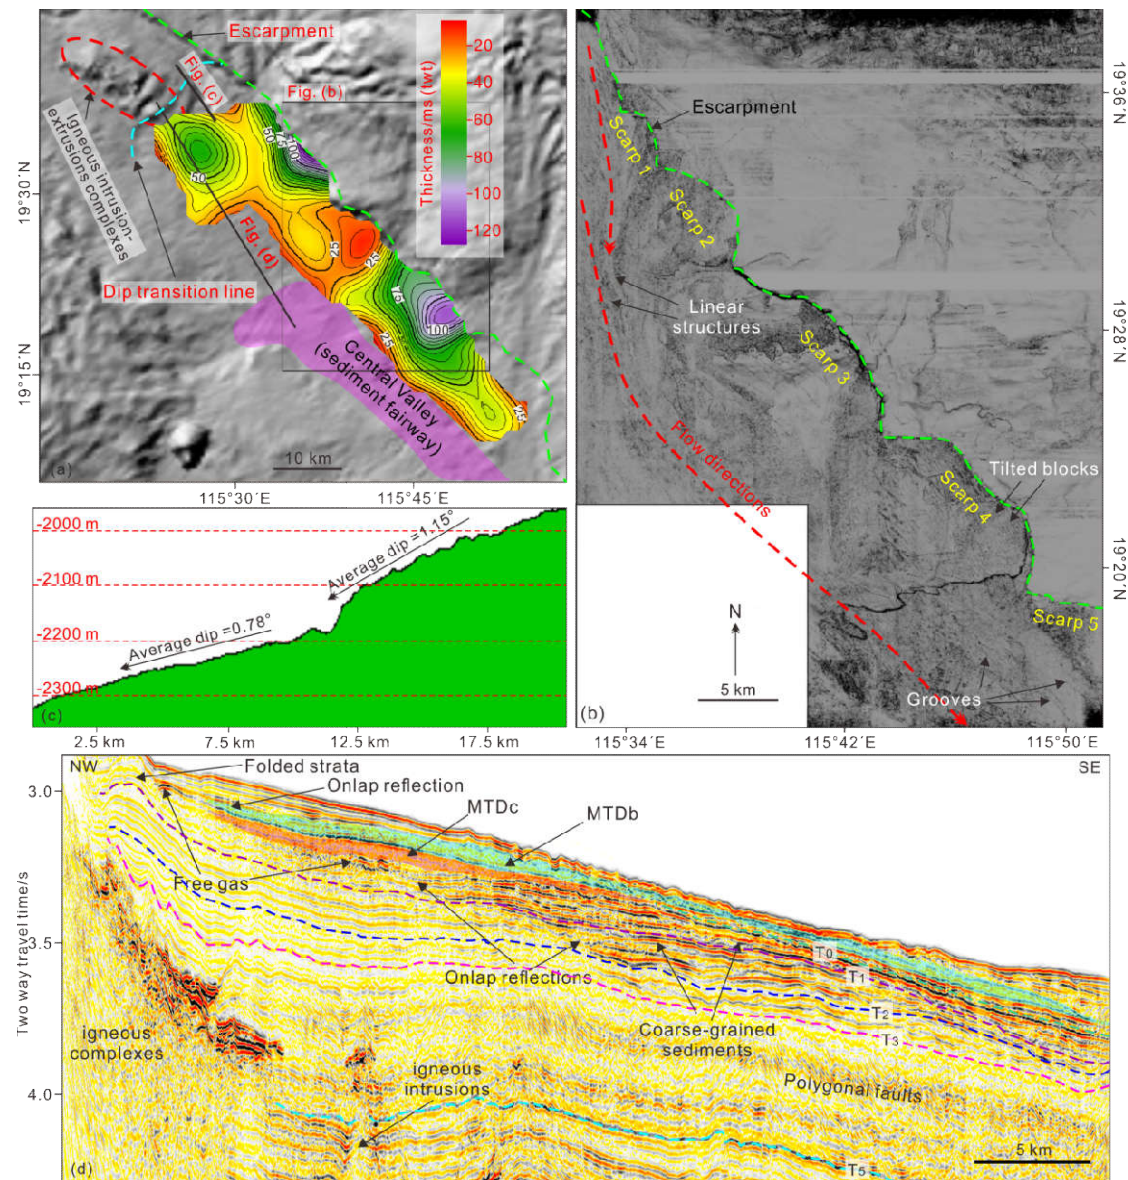 Escarpment
Fig. (c)
Fig. (b)
Thickness/ms (twt)
20
40
60
80
100
120
Igneous intrusion-
extrusions complexes
50
50
75
100
25
25
75
100
25
25
Fig. (d)
Dip transition line
Central Valley
(sediment fairway)
10 km
(a)
19°30′N
19°15′N
115°30′E
115°45′E
Escarpment
Scarp 1
Scarp 2
Linear
structures
Scarp 3
Flow directions
Tilted blocks
Scarp 4
Scarp 5
Grooves
N
5 km
(b)
19°36′N
19°28′N
19°20′N
115°34′E
115°42′E
115°50′E
-2000 m
-2100 m
-2200 m
-2300 m
Average dip =1.15°
Average dip =0.78°
(c)
2.5 km
7.5 km
12.5 km
17.5 km
NW
SE
Folded strata
Onlap reflection
MTDc
MTDb
Free gas
Onlap reflections
T0
T1
T2
T3
Coarse-grained
sediments
igneous
complexes
igneous
intrusions
Polygonal faults
T5
5 km
(d)
Two way travel time/s
3.0
3.5
4.0